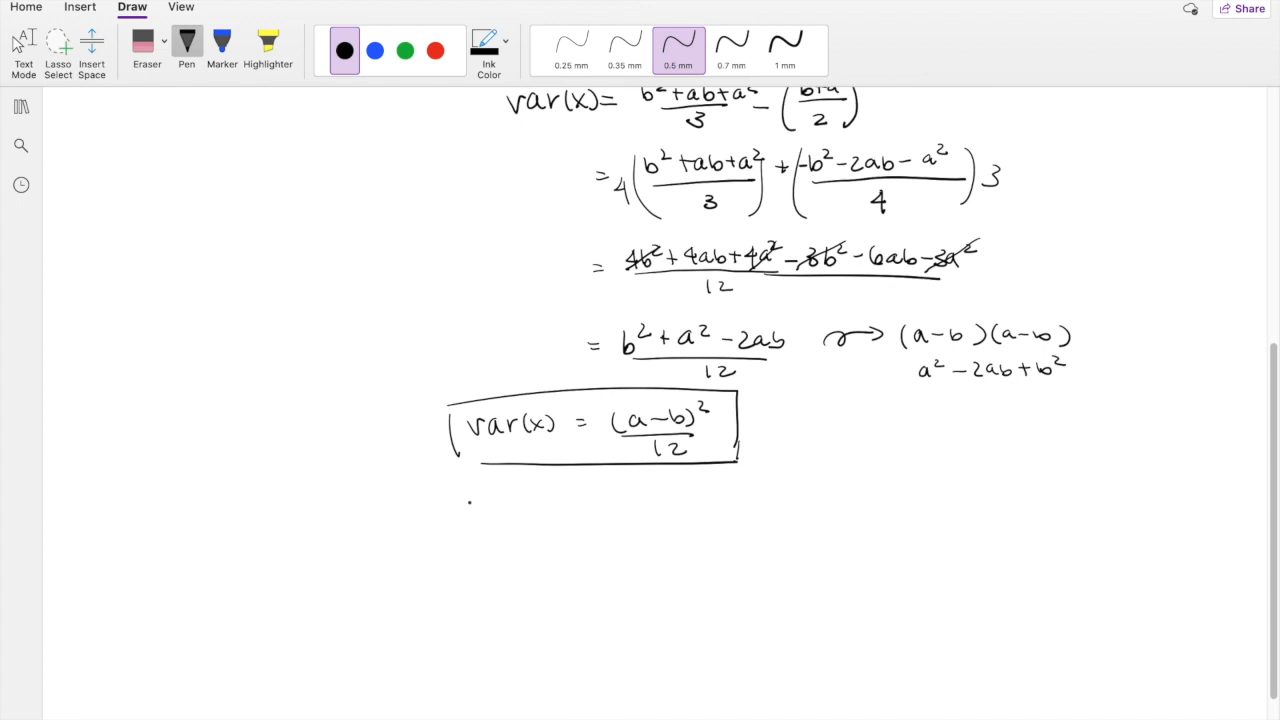 Home Insert Draw View
Share
Text Mode
Lasso Select
Insert Space
Eraser
Pen
Marker
Highlighter
Ink Color
0.25 mm
0.35 mm
0.5 mm
0.7 mm
1 mm
var(x) = (b² + ab + a²)/3 − ((b+a)/2)
= 4((b² + ab + a²)/3) + ((−b² − 2ab − a²)/4)3
= (4b² + 4ab + 4a² − 3b² − 6ab − 3a²)/12
= (b² + a² − 2ab)/12 → (a−b)(a−b)
a² − 2ab + b²
var(x) = (a−b)²/12